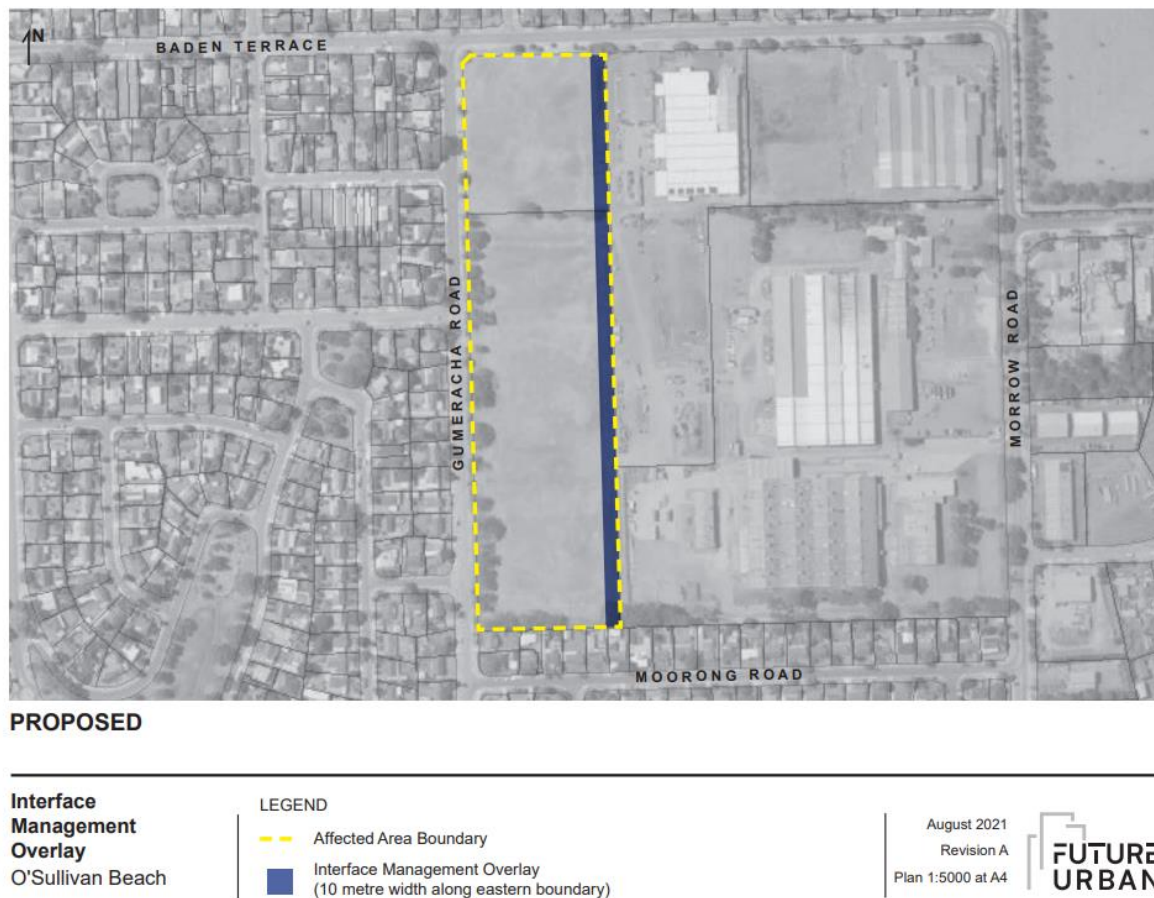 N
BADEN TERRACE
GUMERACHA ROAD
MORROW ROAD
MOORONG ROAD
PROPOSED
Interface
Management
Overlay
O'Sullivan Beach
LEGEND
Affected Area Boundary
Interface Management Overlay
(10 metre width along eastern boundary)
August 2021
Revision A
Plan 1:5000 at A4
FUTURE
URBAN